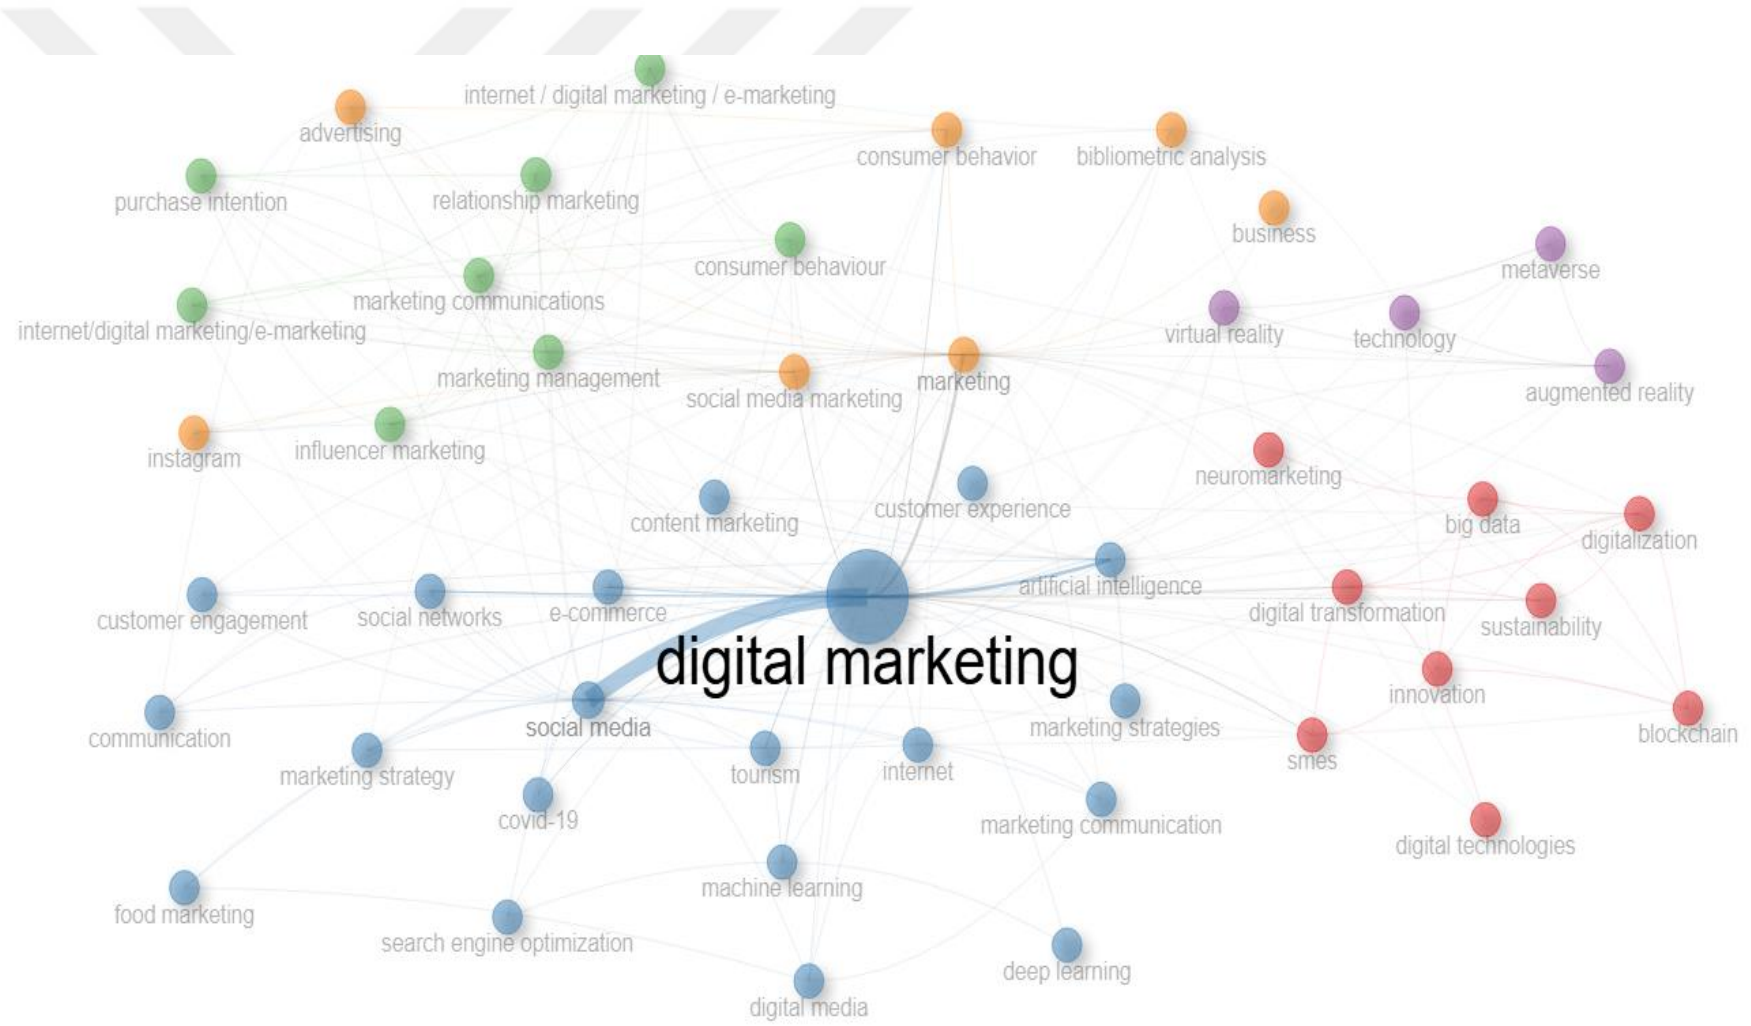 internet / digital marketing / e-marketing
advertising
consumer behavior
bibliometric analysis
purchase intention
relationship marketing
business
consumer behaviour
metaverse
marketing communications
internet/digital marketing/e-marketing
virtual reality
technology
marketing management
social media marketing
marketing
augmented reality
instagram
influencer marketing
neuromarketing
content marketing
customer experience
big data
digitalization
artificial intelligence
customer engagement
social networks
e-commerce
digital transformation
sustainability
digital marketing
innovation
communication
social media
marketing strategies
blockchain
marketing strategy
tourism
internet
smes
covid-19
marketing communication
digital technologies
machine learning
food marketing
search engine optimization
deep learning
digital media